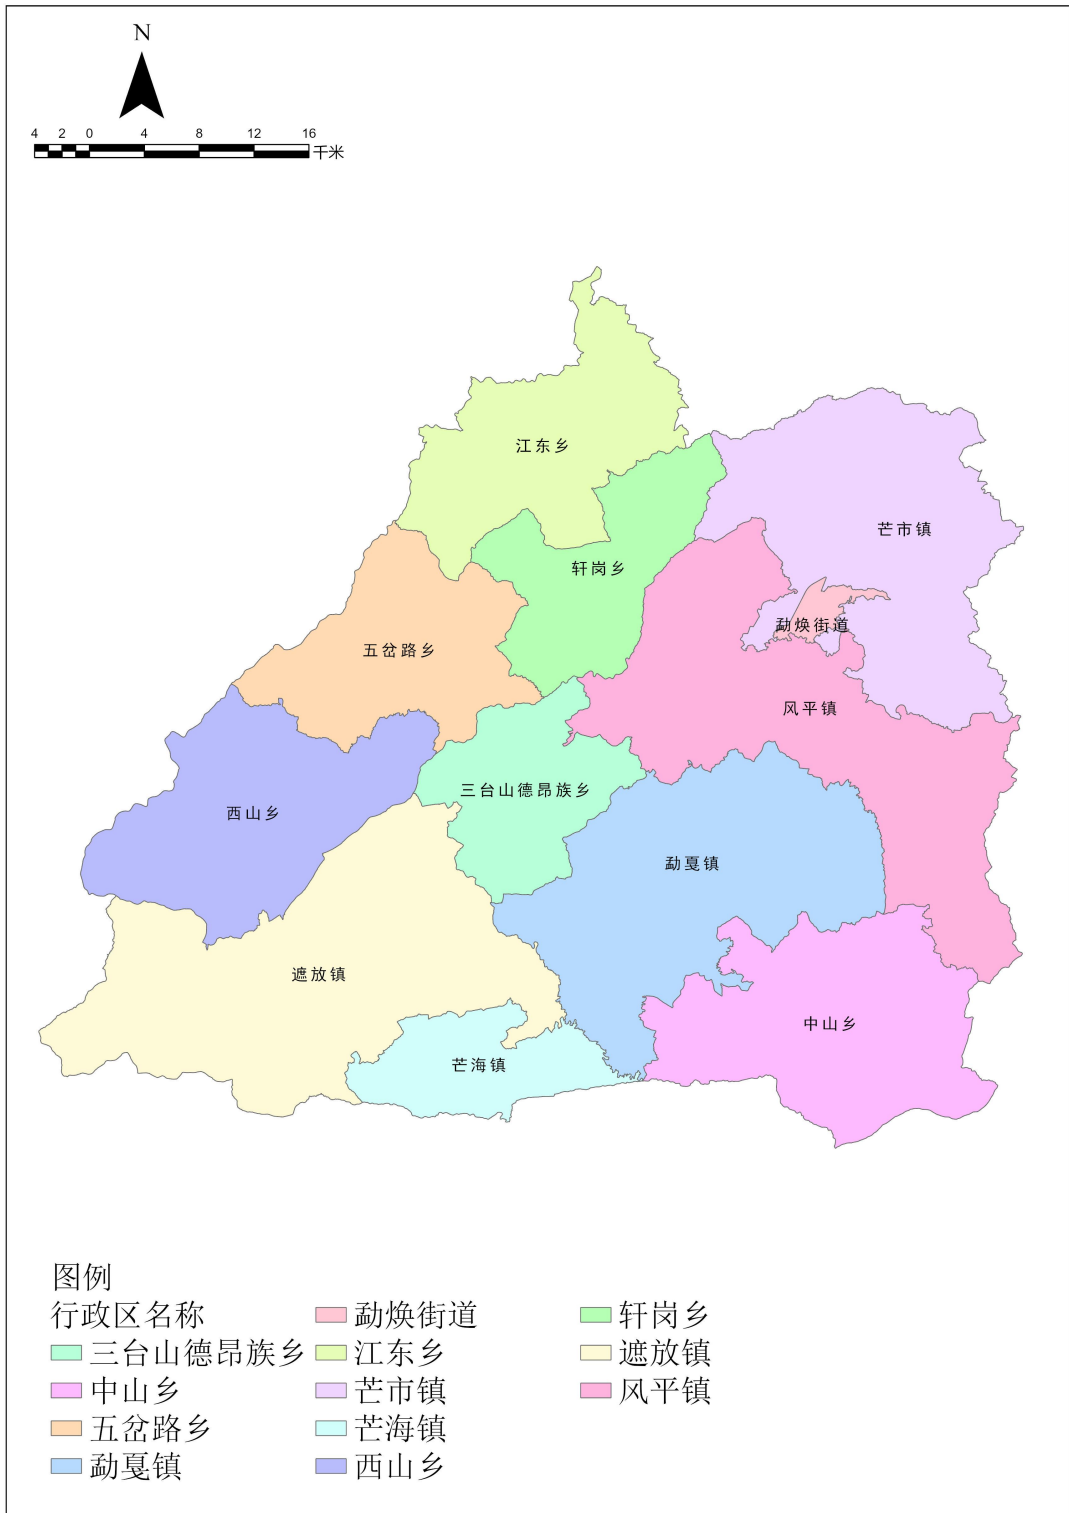 N
4 2 0 4 8 12 16
千米
江东乡
芒市镇
轩岗乡
勐焕街道
五岔路乡
风平镇
三台山德昂族乡
西山乡
勐戛镇
遮放镇
中山乡
芒海镇
图例
行政区名称
三台山德昂族乡
中山乡
五岔路乡
勐戛镇
勐焕街道
江东乡
芒市镇
芒海镇
西山乡
轩岗乡
遮放镇
风平镇